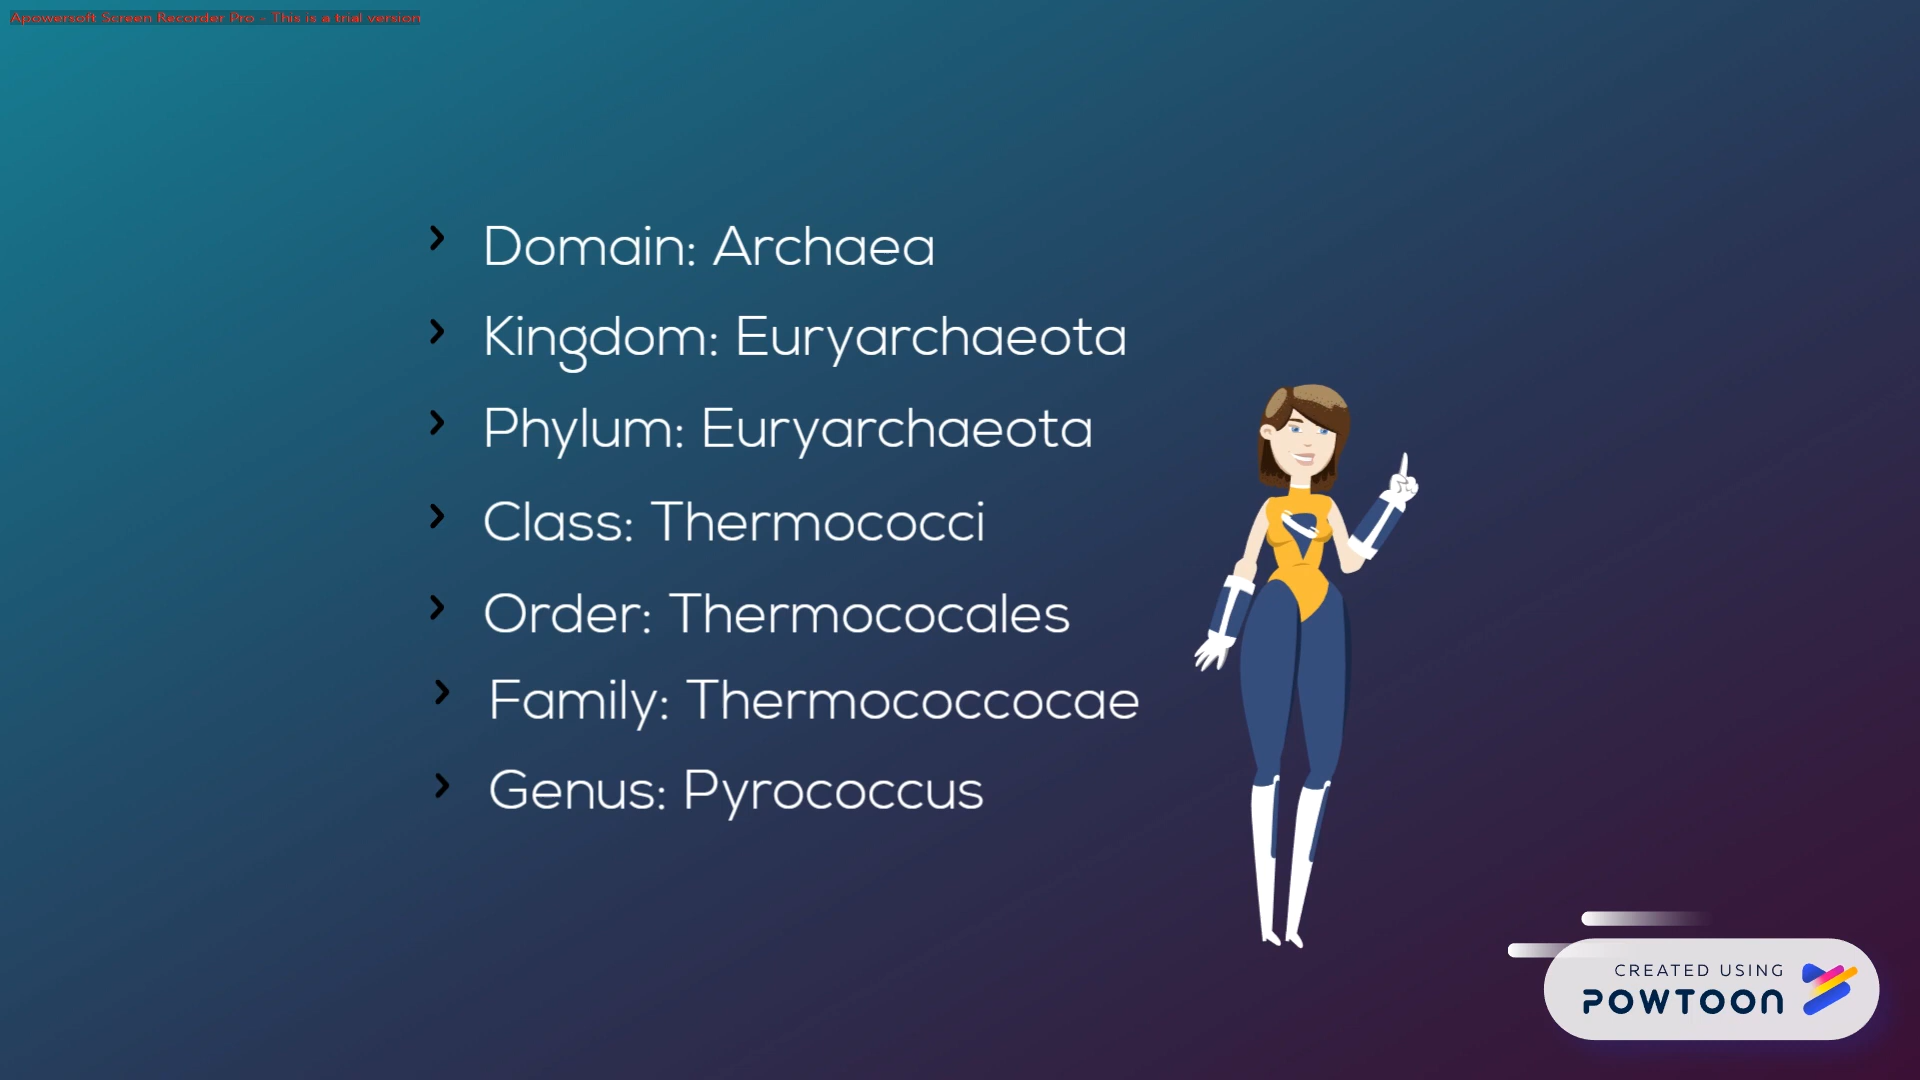 Apowersoft Screen Recorder Pro - This is a trial version
Domain: Archaea
Kingdom: Euryarchaeota
Phylum: Euryarchaeota
Class: Thermococci
Order: Thermococales
Family: Thermococcocae
Genus: Pyrococcus
CREATED USING
POWTOON